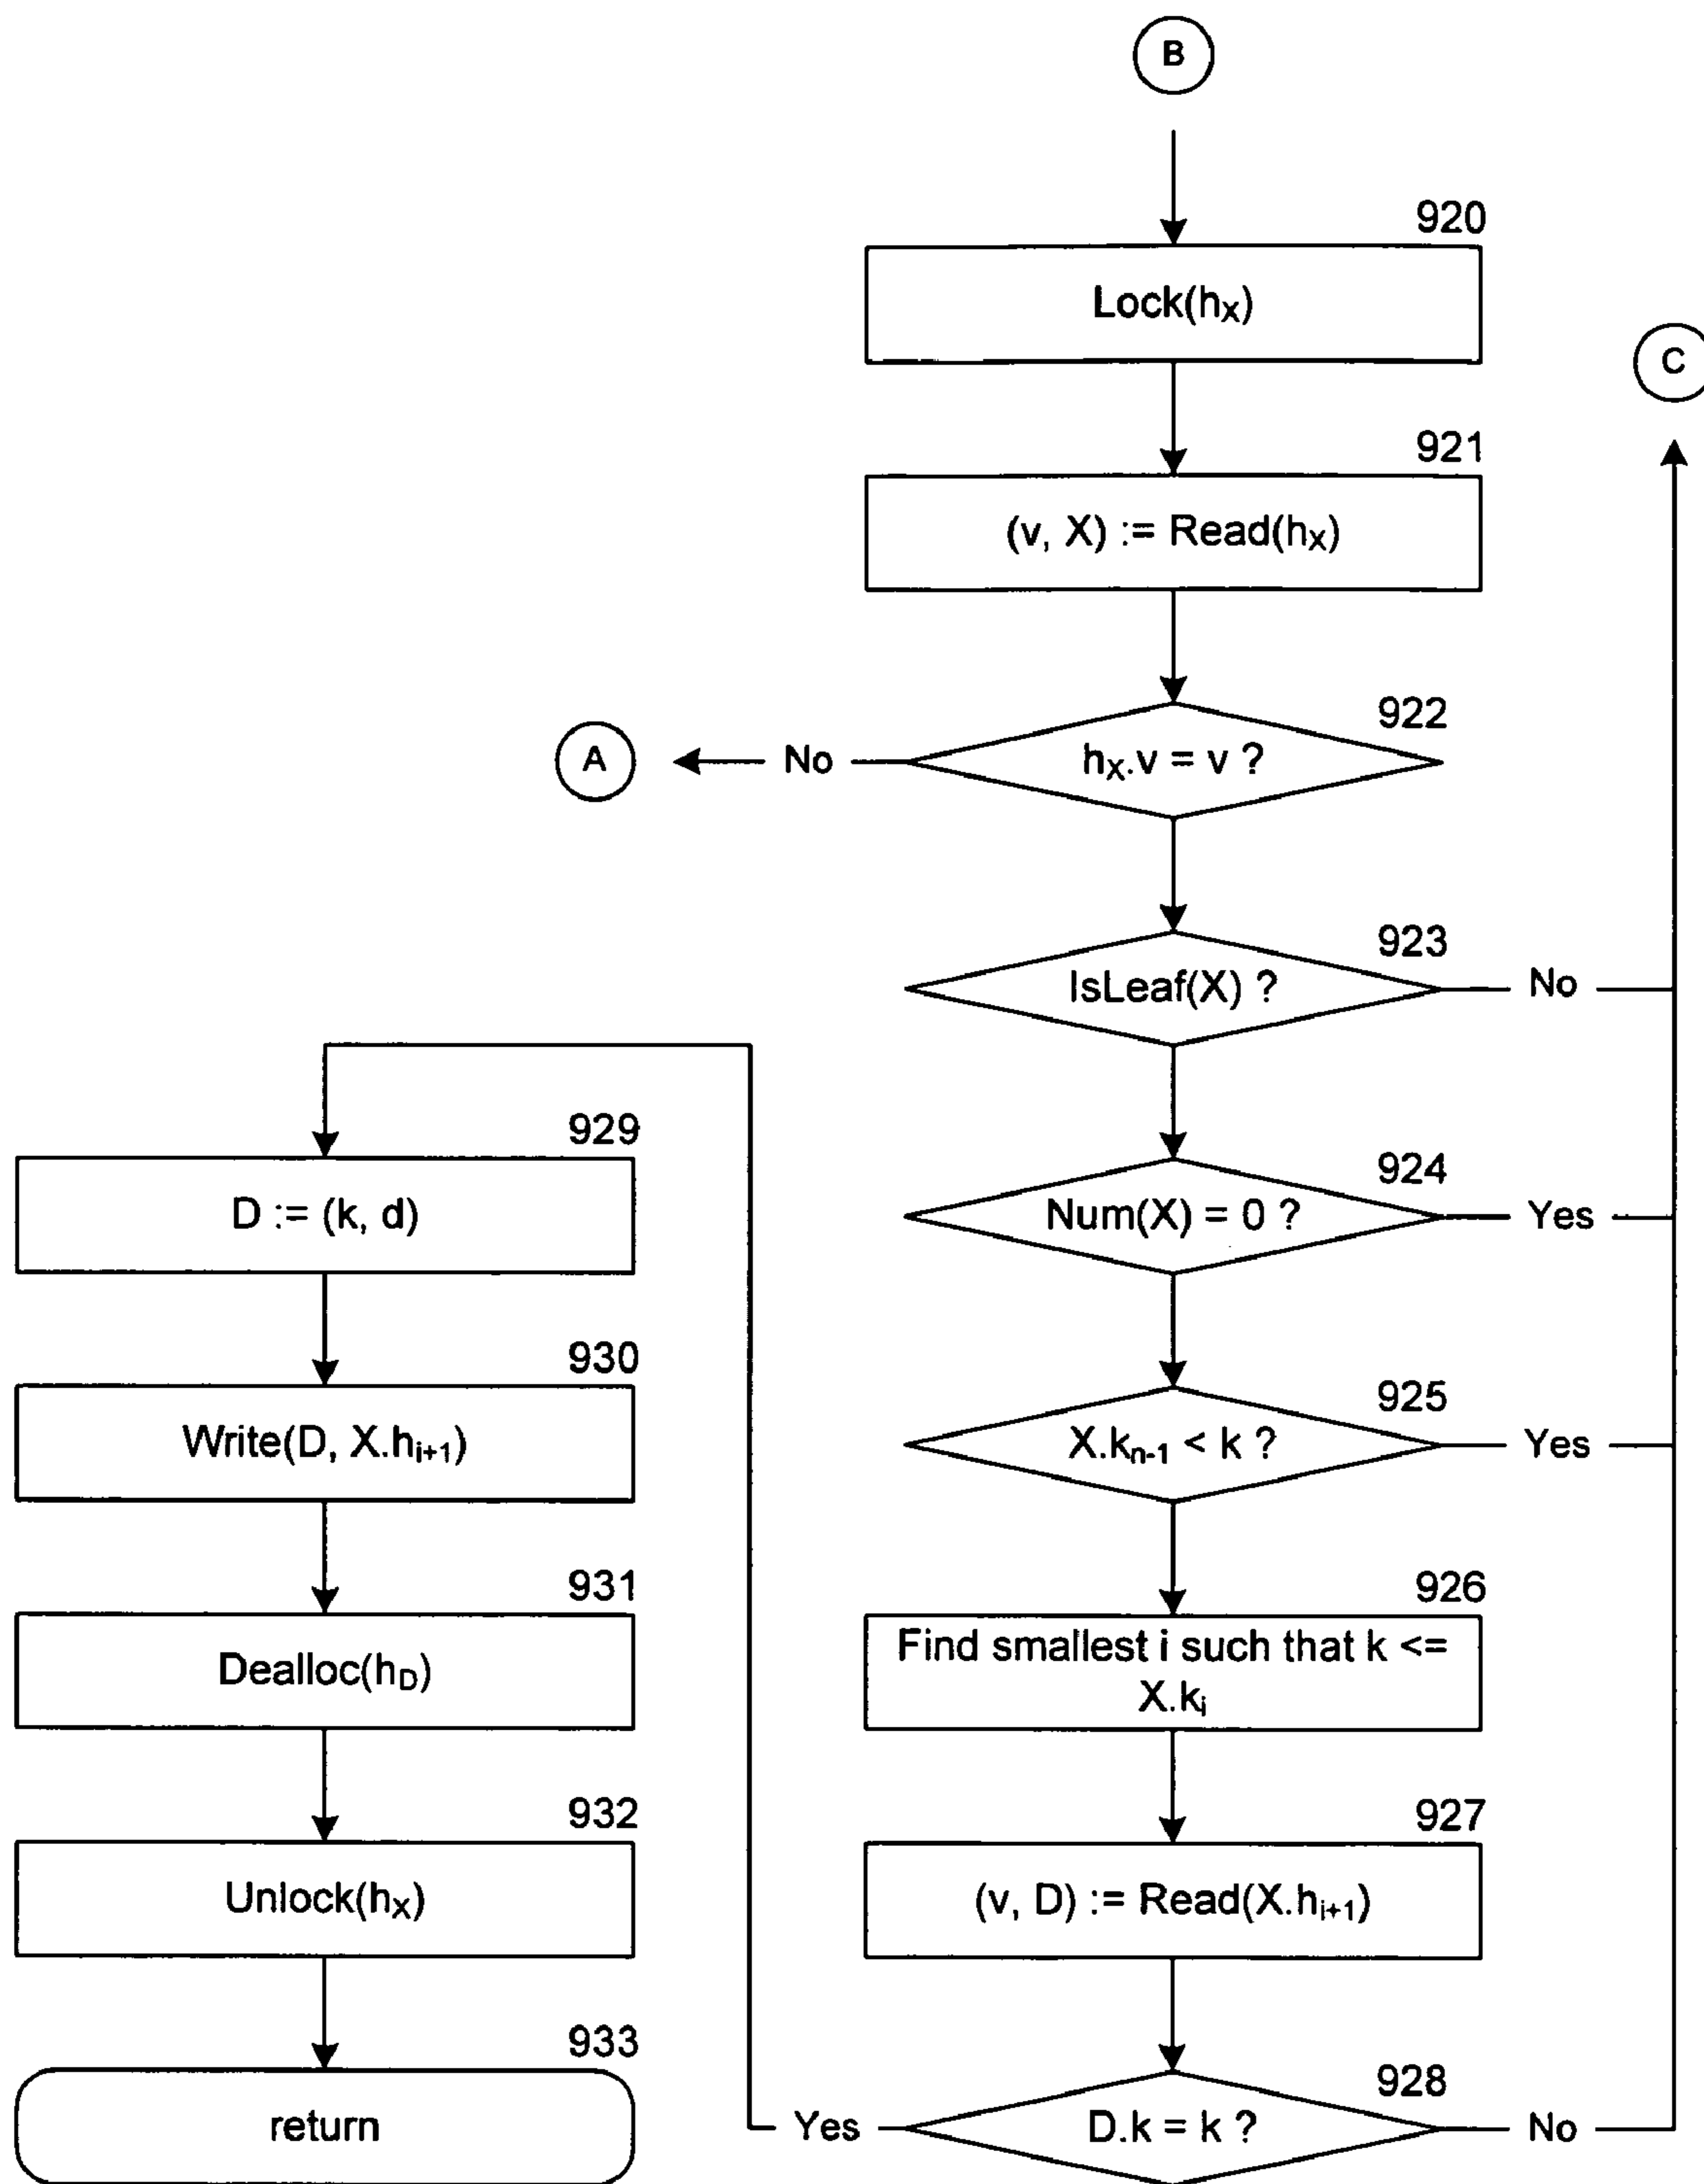 B
920
Lock(hX)
C
921
(v, X) := Read(hX)
922
A
No
hX.v = v ?
923
IsLeaf(X) ?
No
929
D := (k, d)
924
Num(X) = 0 ?
Yes
930
Write(D, X.hi+1)
925
X.kn-1 < k ?
Yes
931
Dealloc(hD)
926
Find smallest i such that k <=
X.ki
932
Unlock(hX)
927
(v, D) := Read(X.hi+1)
933
return
928
Yes
D.k = k ?
No